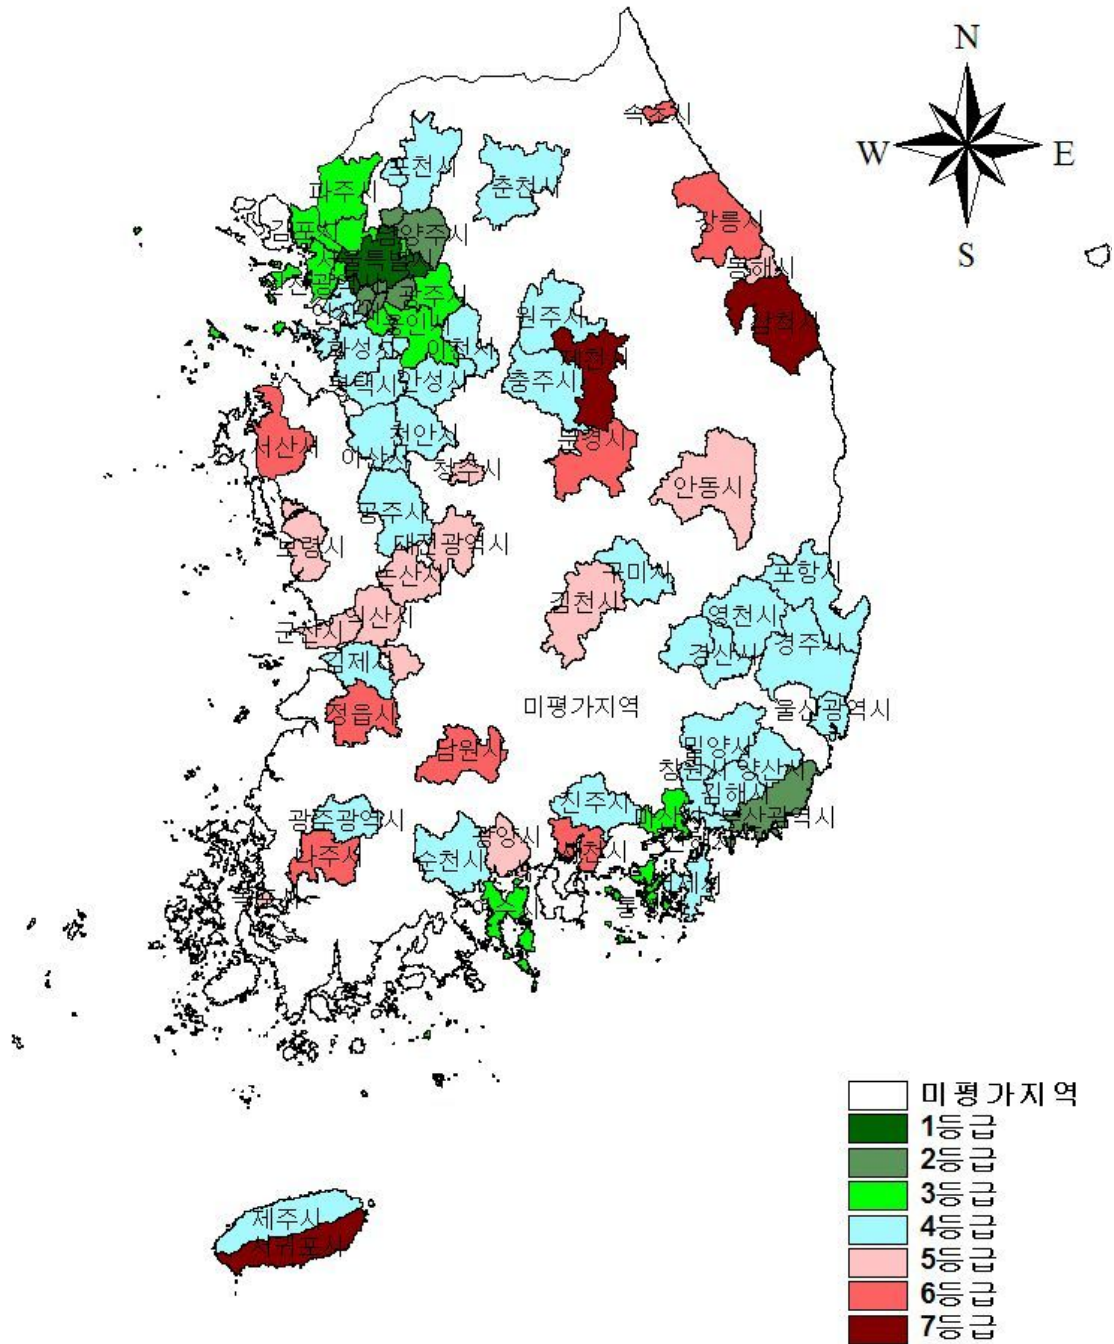 N
W
E
S
속초시
포천시
춘천시
파주시
강릉시
김포시
남양주시
동해시
서울특별시
광주시
삼척시
원주시
용인시
화성시
이천시
제천시
평택시
안성시
충주시
천안시
문경시
서산시
아산시
청주시
안동시
공주시
대전광역시
보령시
논산시
구미시
포항시
김천시
영천시
익산시
군산시
경산시
경주시
김제시
미평가지역
울산광역시
정읍시
남원시
밀양시
창원시
양산시
김해시
진주시
부산광역시
광주광역시
광양시
사천시
나주시
순천시
제주시
서귀포시
미평가지역
1등급
2등급
3등급
4등급
5등급
6등급
7등급